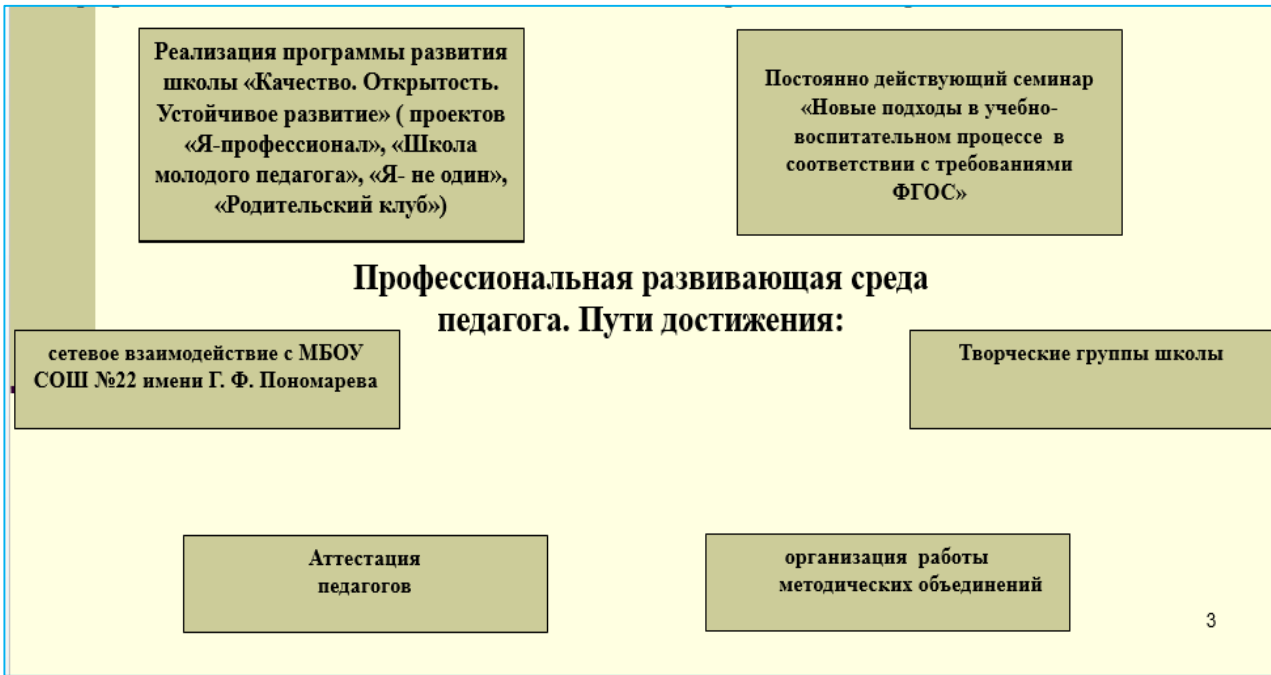 Реализация программы развития
школы «Качество. Открытость.
Устойчивое развитие» ( проектов
«Я-профессионал», «Школа
молодого педагога», «Я- не один»,
«Родительский клуб»)
Постоянно действующий семинар
«Новые подходы в учебно-
воспитательном процессе в
соответствии с требованиями
ФГОС»
Профессиональная развивающая среда
педагога. Пути достижения:
сетевое взаимодействие с МБОУ
СОШ №22 имени Г. Ф. Пономарева
Творческие группы школы
Аттестация
педагогов
организация работы
методических объединений
3